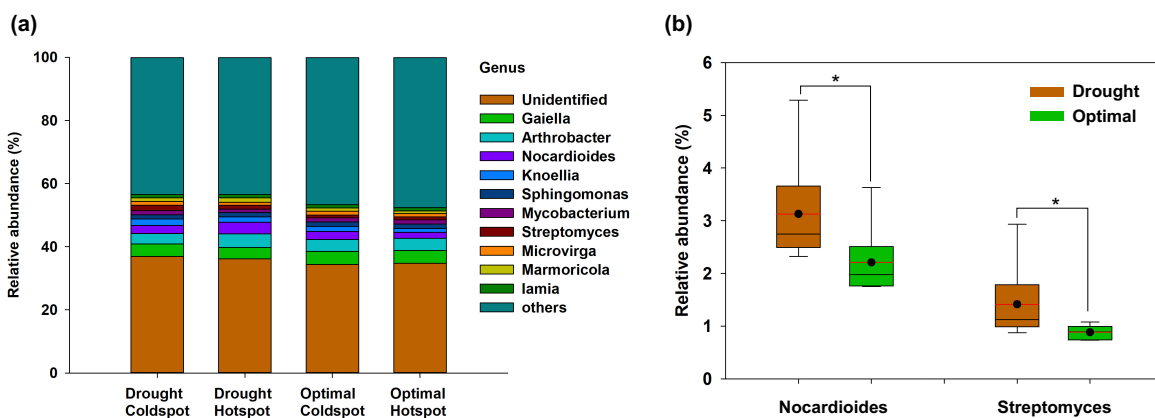 (a)
Relative abundance (%)
100
80
60
40
20
0
Drought
Coldspot
Drought
Hotspot
Optimal
Coldspot
Optimal
Hotspot
Genus
Unidentified
Gaiella
Arthrobacter
Nocardioides
Knoellia
Sphingomonas
Mycobacterium
Streptomyces
Microvirga
Marmoricola
Iamia
others
(b)
Relative abundance (%)
6
5
4
3
2
1
0
*
*
Drought
Optimal
Nocardioides
Streptomyces